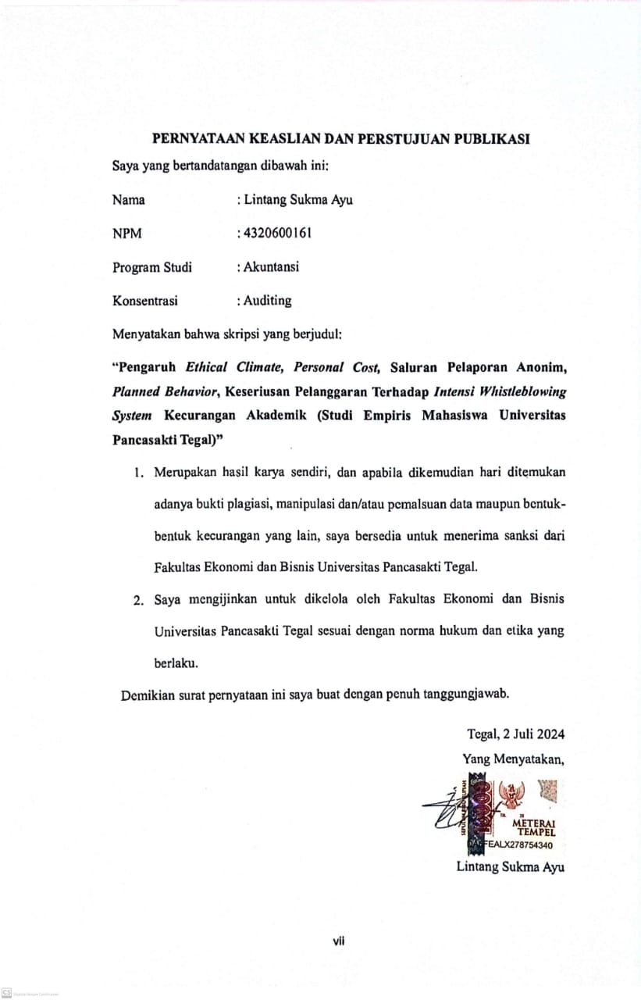 PERNYATAAN KEASLIAN DAN PERSTUJUAN PUBLIKASI
Saya yang bertandatangan dibawah ini:
Nama : Lintang Sukma Ayu
NPM : 4320600161
Program Studi : Akuntansi
Konsentrasi : Auditing
Menyatakan bahwa skripsi yang berjudul:
“Pengaruh Ethical Climate, Personal Cost, Saluran Pelaporan Anonim,
Planned Behavior, Keseriusan Pelanggaran Terhadap Intensi Whistleblowing
System Kecurangan Akademik (Studi Empiris Mahasiswa Universitas
Pancasakti Tegal)”
1. Merupakan hasil karya sendiri, dan apabila dikemudian hari ditemukan
adanya bukti plagiasi, manipulasi dan/atau pemalsuan data maupun bentuk-
bentuk kecurangan yang lain, saya bersedia untuk menerima sanksi dari
Fakultas Ekonomi dan Bisnis Universitas Pancasakti Tegal.
2. Saya mengijinkan untuk dikelola oleh Fakultas Ekonomi dan Bisnis
Universitas Pancasakti Tegal sesuai dengan norma hukum dan etika yang
berlaku.
Demikian surat pernyataan ini saya buat dengan penuh tanggungjawab.
Tegal, 2 Juli 2024
Yang Menyatakan,
SEPULUH RIBU RUPIAH
10000
METERAI
TEMPEL
FEALX278754340
Lintang Sukma Ayu
vii
CS